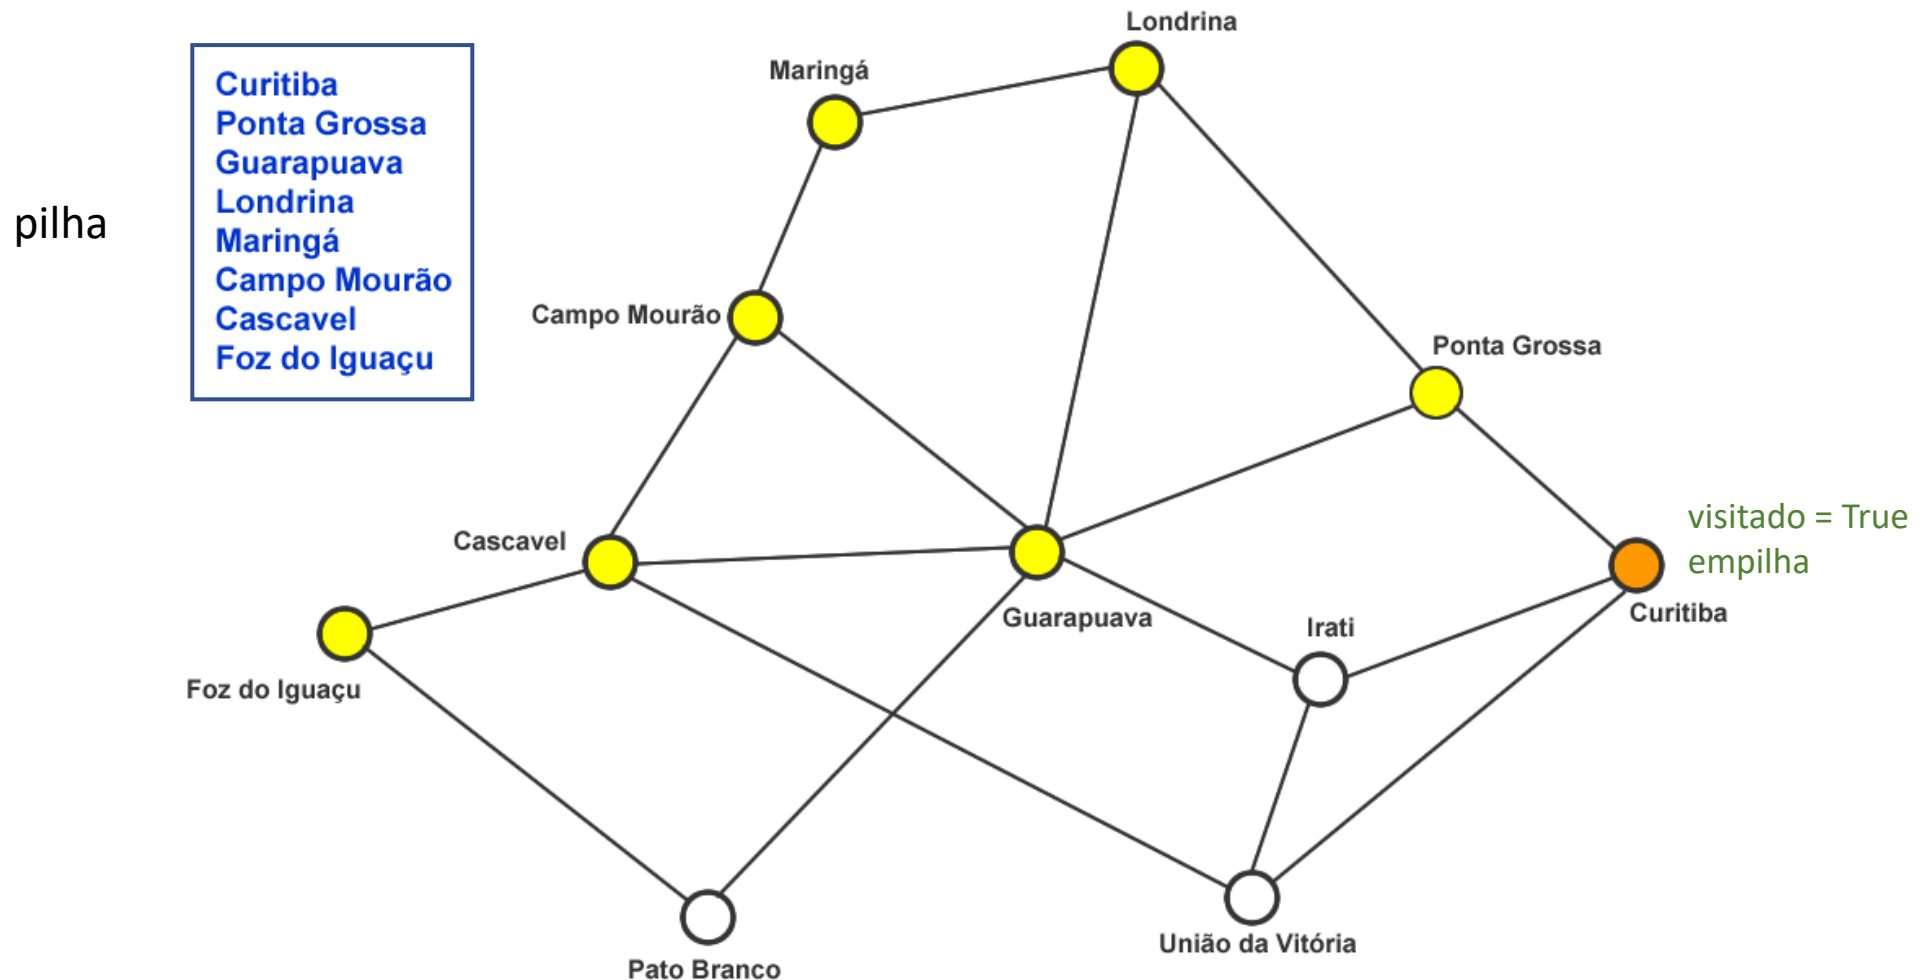 Londrina
Maringá
Curitiba
Ponta Grossa
Guarapuava
Londrina
Maringá
Campo Mourão
Cascavel
Foz do Iguaçu
pilha
Campo Mourão
Ponta Grossa
Cascavel
visitado = True
empilha
Guarapuava
Irati
Curitiba
Foz do Iguaçu
União da Vitória
Pato Branco